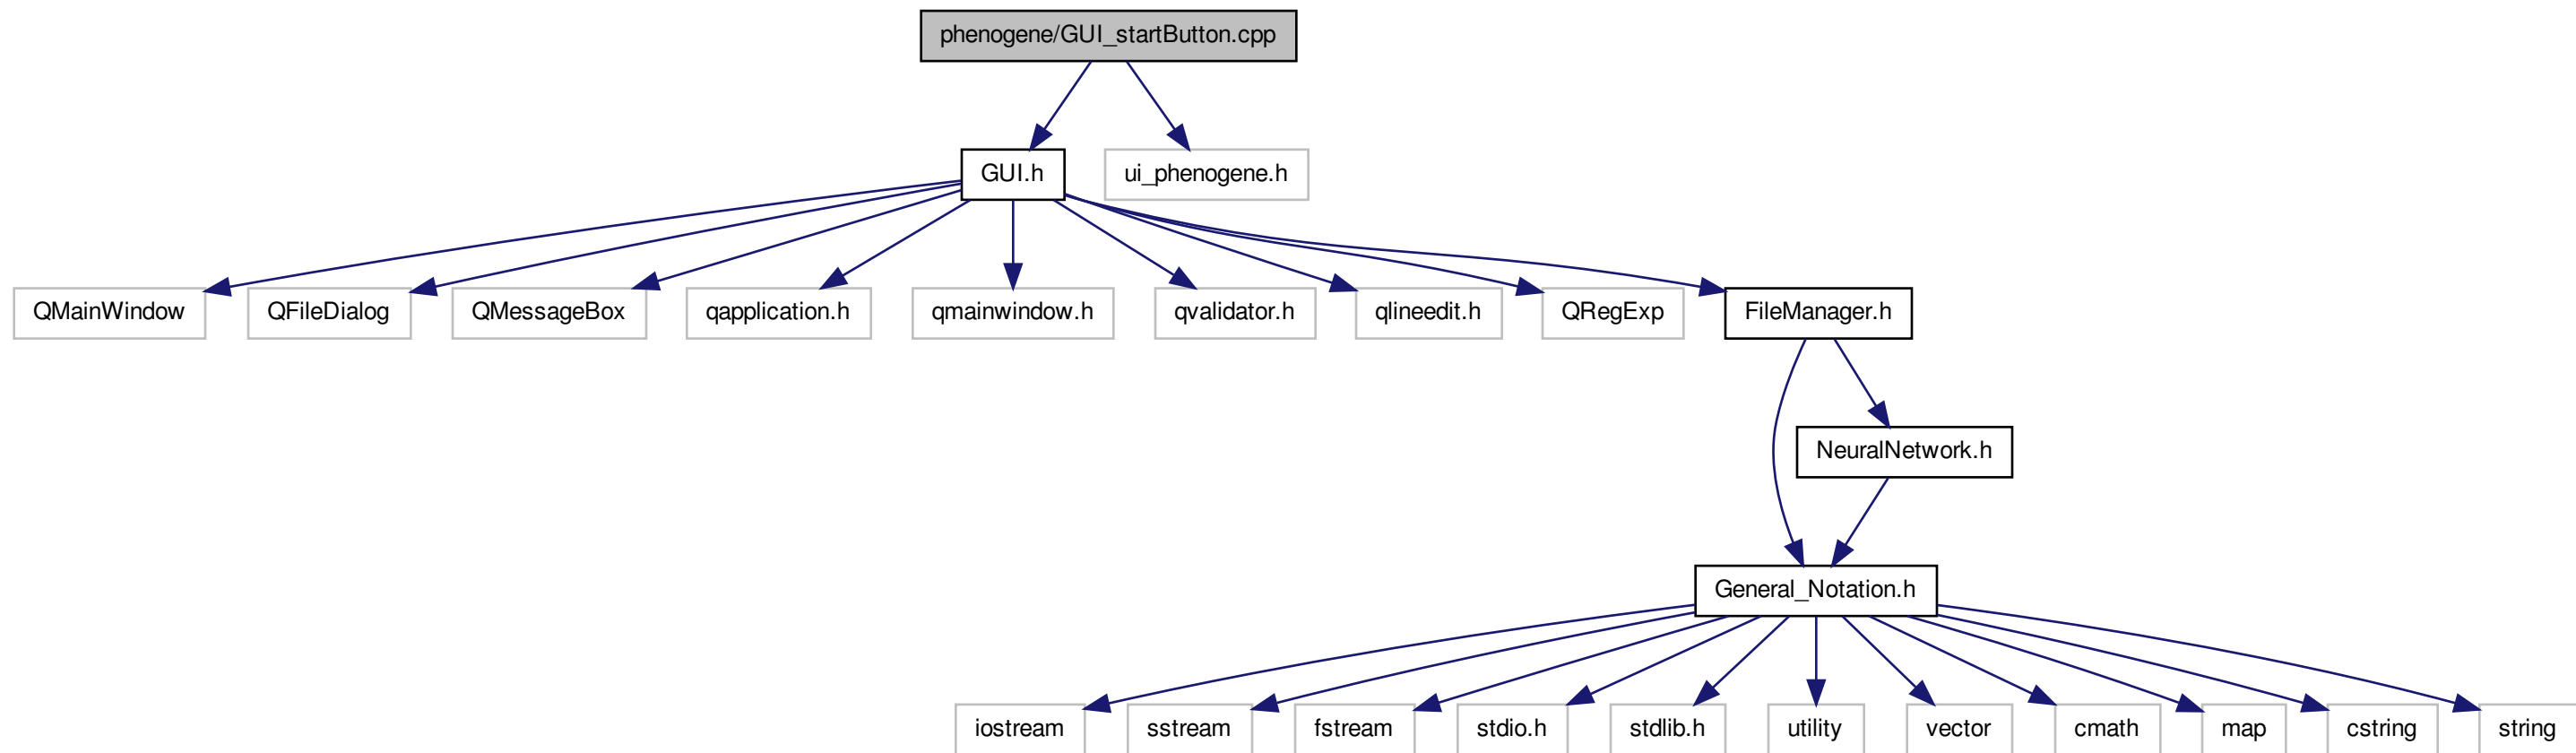 phenogene/GUI_startButton.cpp
GUI.h
ui_phenogene.h
QMainWindow
QFileDialog
QMessageBox
qapplication.h
qmainwindow.h
qvalidator.h
qlineedit.h
QRegExp
FileManager.h
NeuralNetwork.h
General_Notation.h
iostream
sstream
fstream
stdio.h
stdlib.h
utility
vector
cmath
map
cstring
string